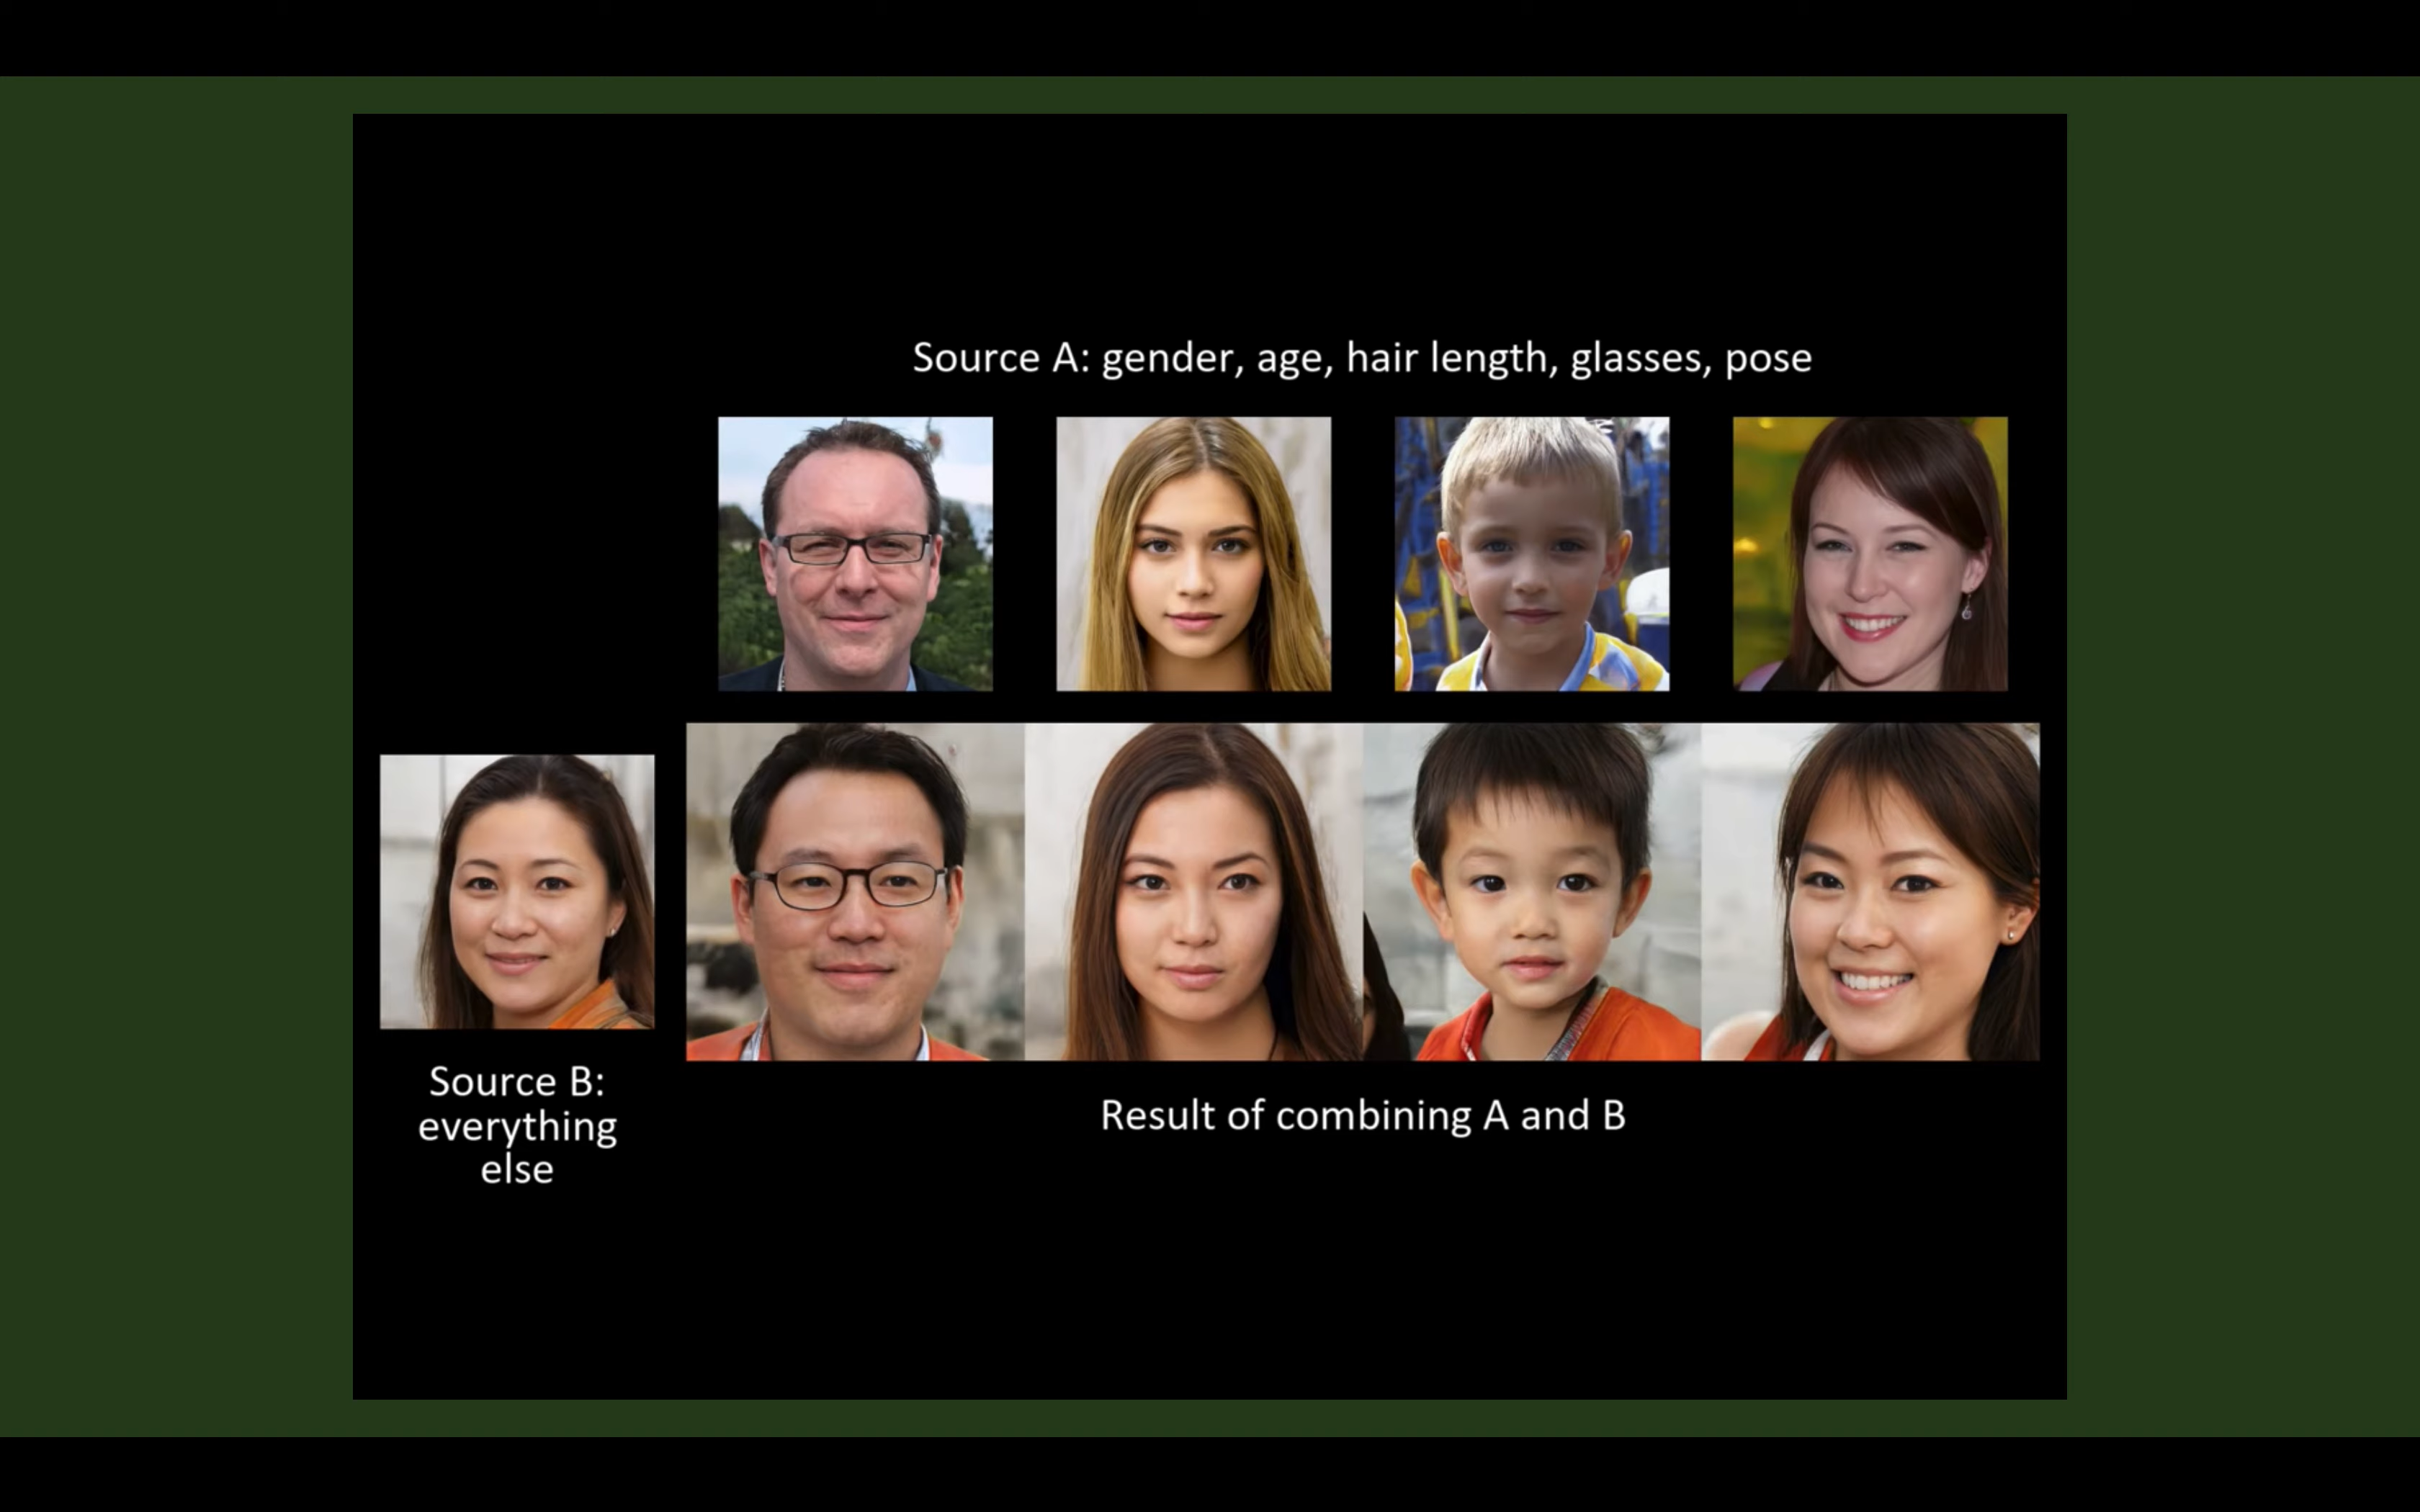 Source A: gender, age, hair length, glasses, pose
Source B:
everything
else
Result of combining A and B